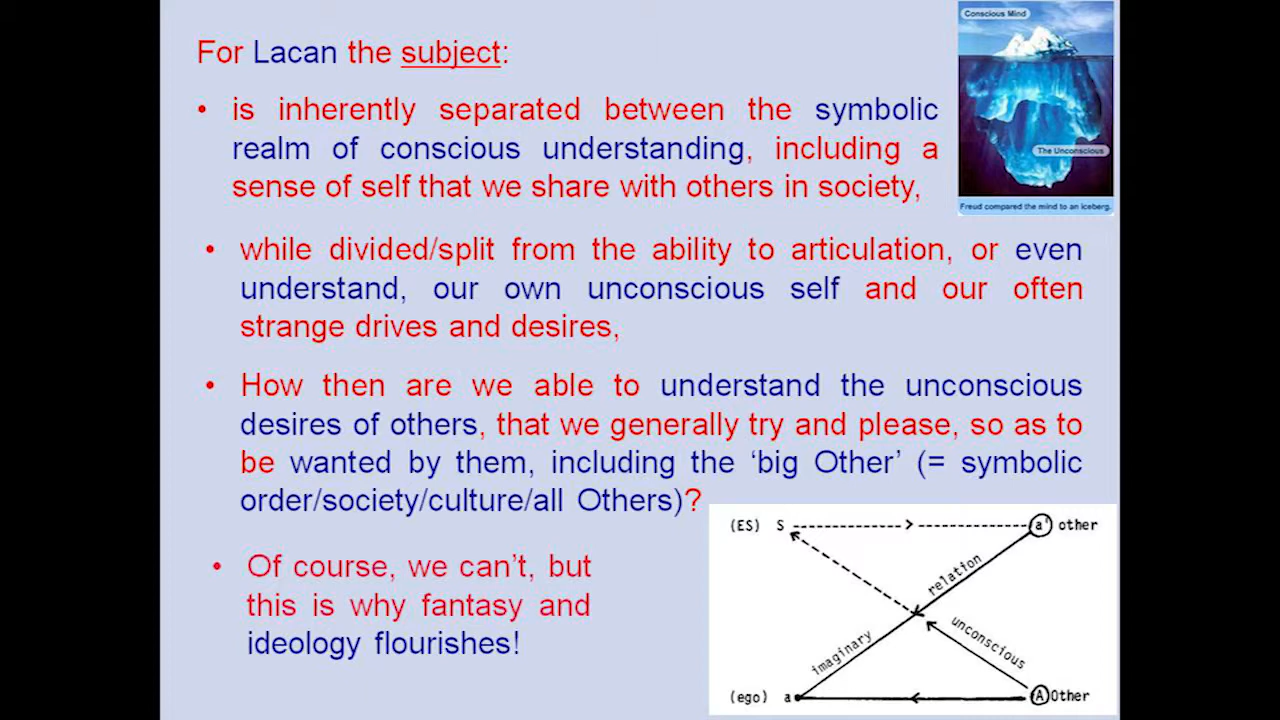 For Lacan the subject:
• is inherently separated between the symbolic
realm of conscious understanding, including a
sense of self that we share with others in society,
• while divided/split from the ability to articulation, or even
understand, our own unconscious self and our often
strange drives and desires,
• How then are we able to understand the unconscious
desires of others, that we generally try and please, so as to
be wanted by them, including the ‘big Other’ (= symbolic
order/society/culture/all Others)?
• Of course, we can’t, but
this is why fantasy and
ideology flourishes!
Conscious Mind
The Unconscious
Freud compared the mind to an iceberg.
(ES) S
a' other
relation
imaginary
unconscious
(ego) a
A Other